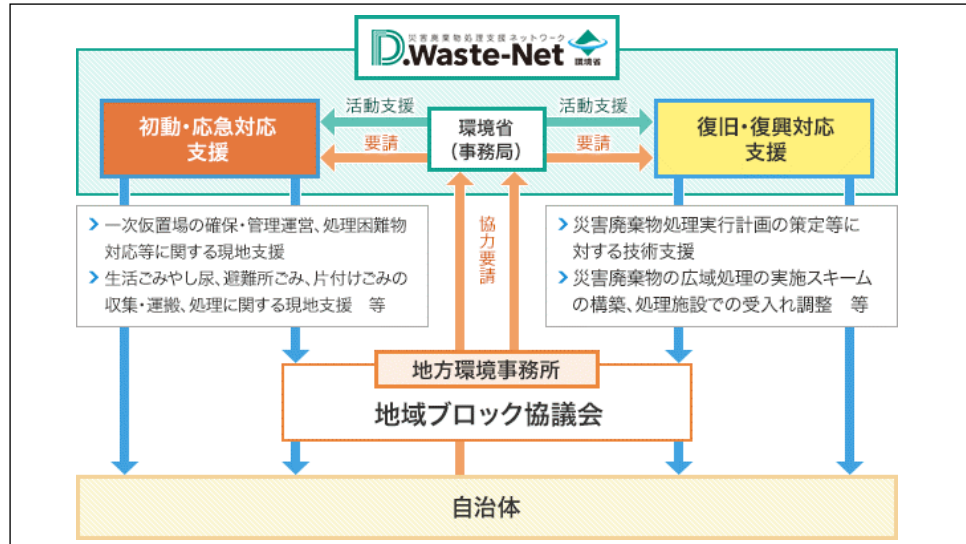 災害廃棄物処理支援ネットワーク
D.Waste-Net
環境省
初動・応急対応
支援
活動支援
要請
環境省
（事務局）
活動支援
要請
復旧・復興対応
支援
一次仮置場の確保・管理運営、処理困難物
対応等に関する現地支援
生活ごみやし尿、避難所ごみ、片付けごみの
収集・運搬、処理に関する現地支援　等
協力要請
災害廃棄物処理実行計画の策定等に
対する技術支援
災害廃棄物の広域処理の実施スキーム
の構築、処理施設での受入れ調整　等
地方環境事務所
地域ブロック協議会
自治体